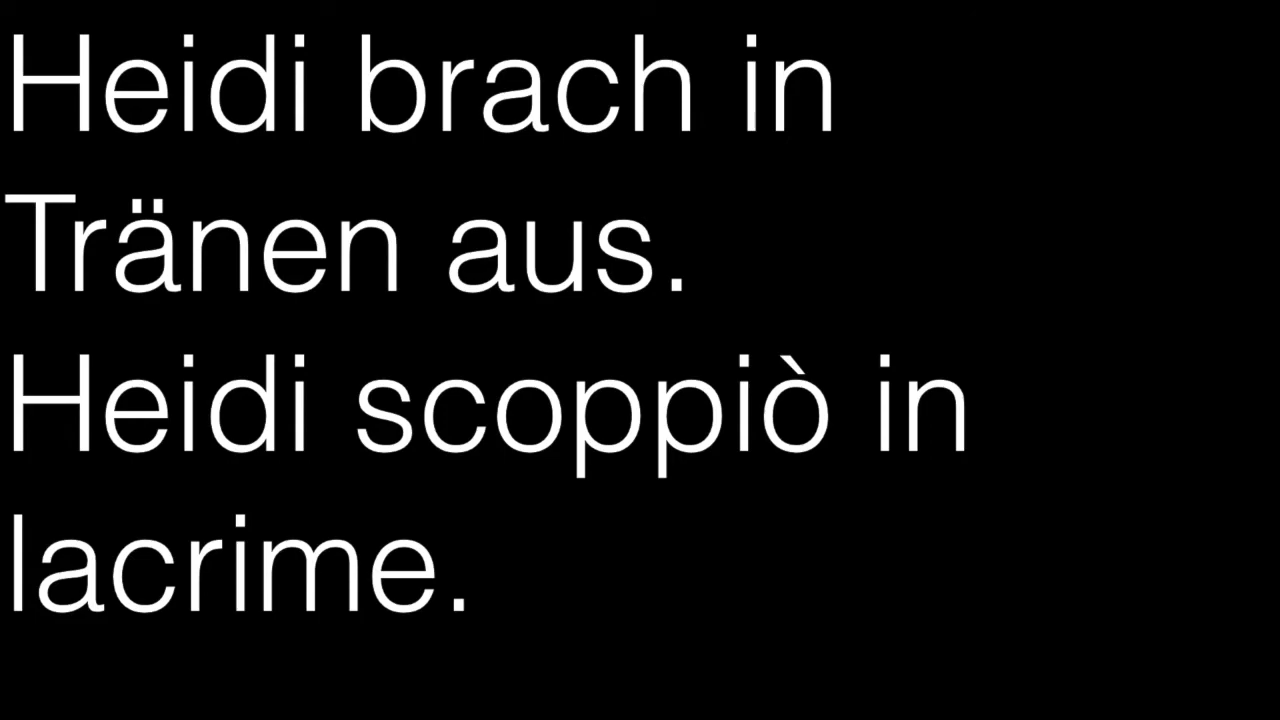 Heidi brach in
Tränen aus.
Heidi scoppiò in
lacrime.